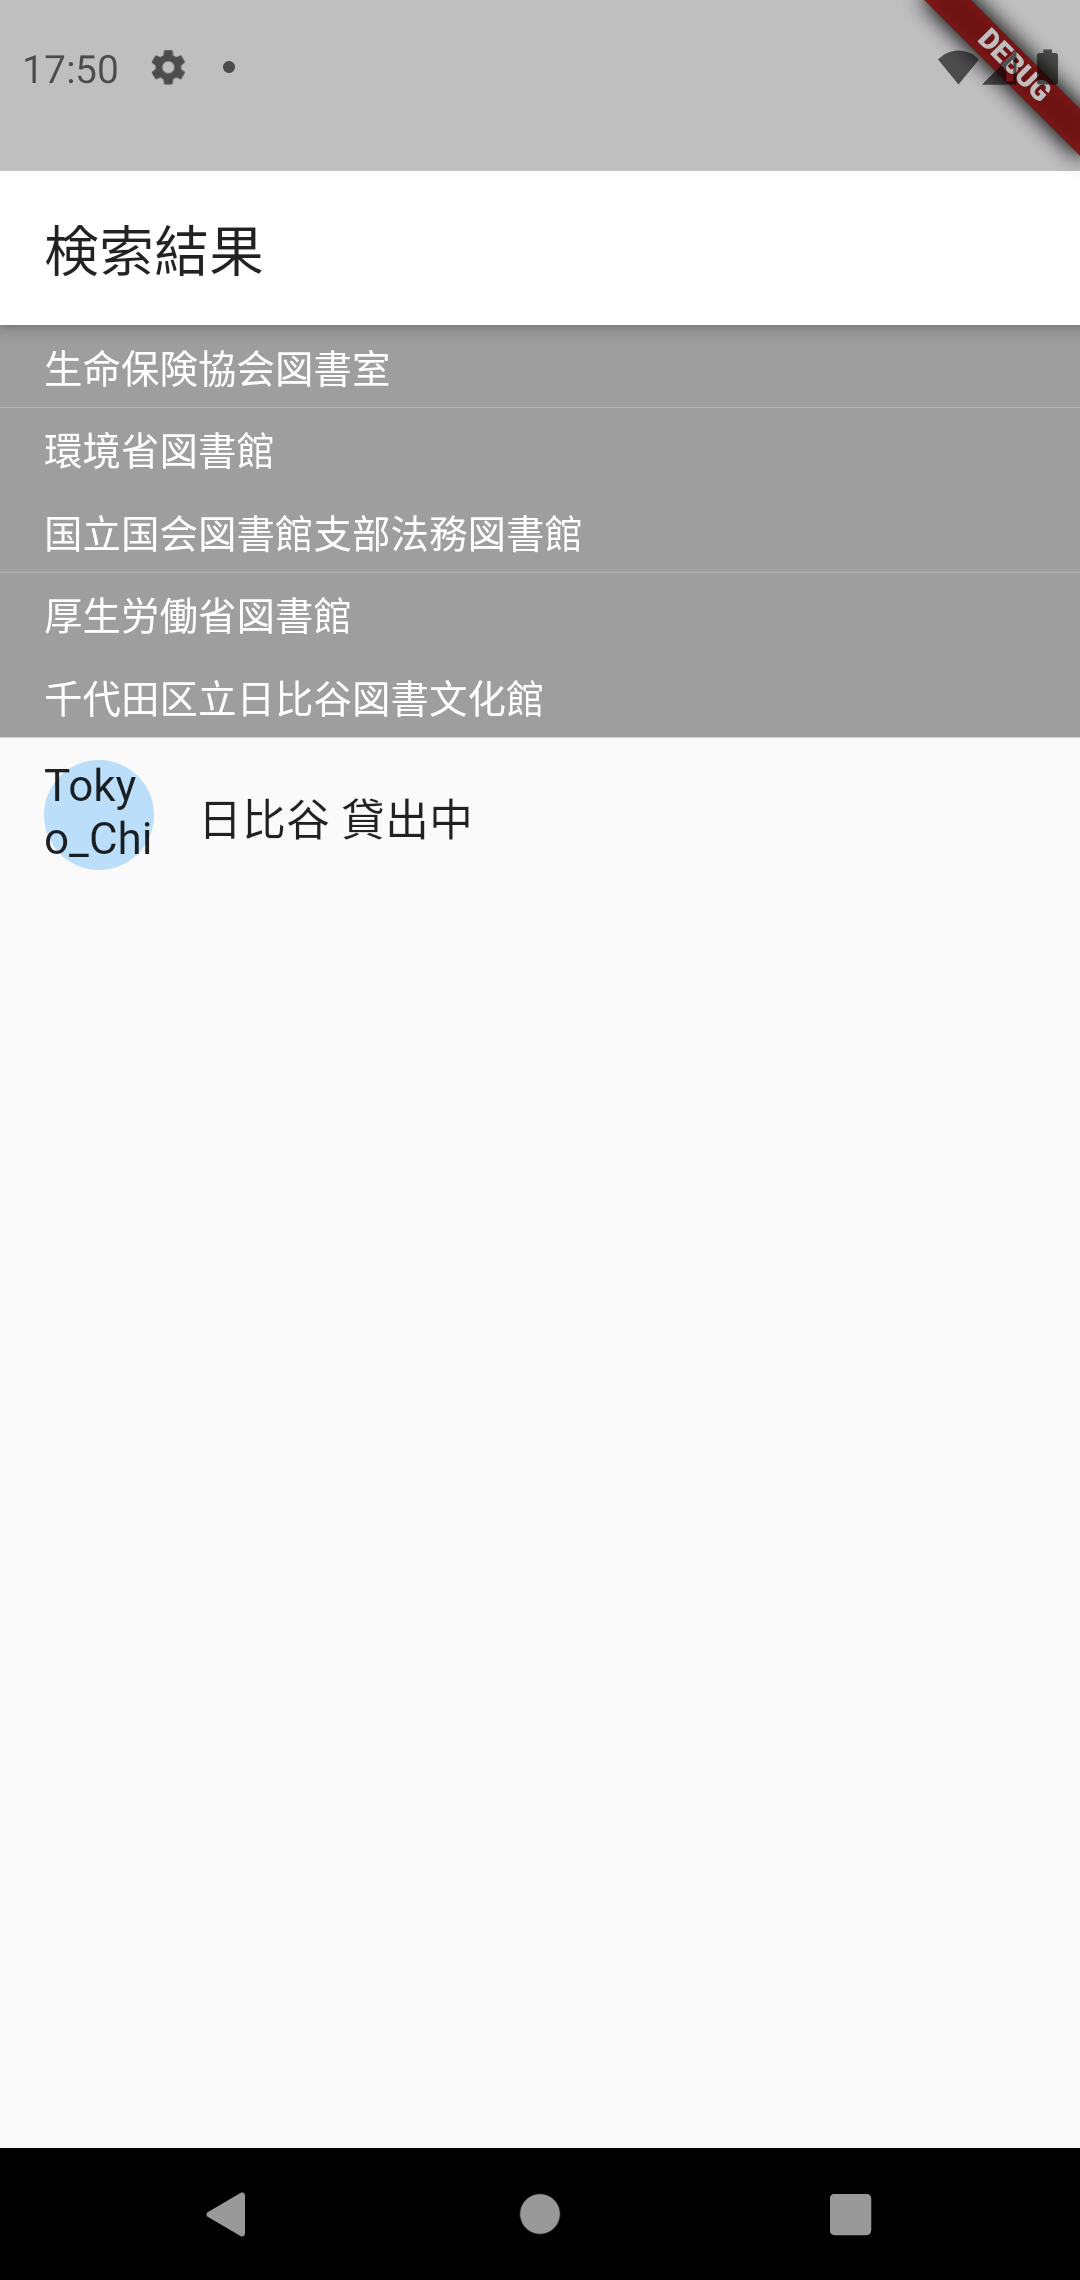 17:50
DEBUG
検索結果
生命保険協会図書室
環境省図書館
国立国会図書館支部法務図書館
厚生労働省図書館
千代田区立日比谷図書文化館
Toky
o_Chi
日比谷 貸出中